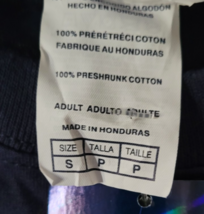 HECHO EN HONDURAS
100% PRÉRÉTRÉCI COTON
FABRIQUE AU HONDURAS
100% PRESHRUNK COTTON
ADULT ADULTO ADULTE
MADE IN HONDURAS
SIZE TALLA TAILLE
S P P